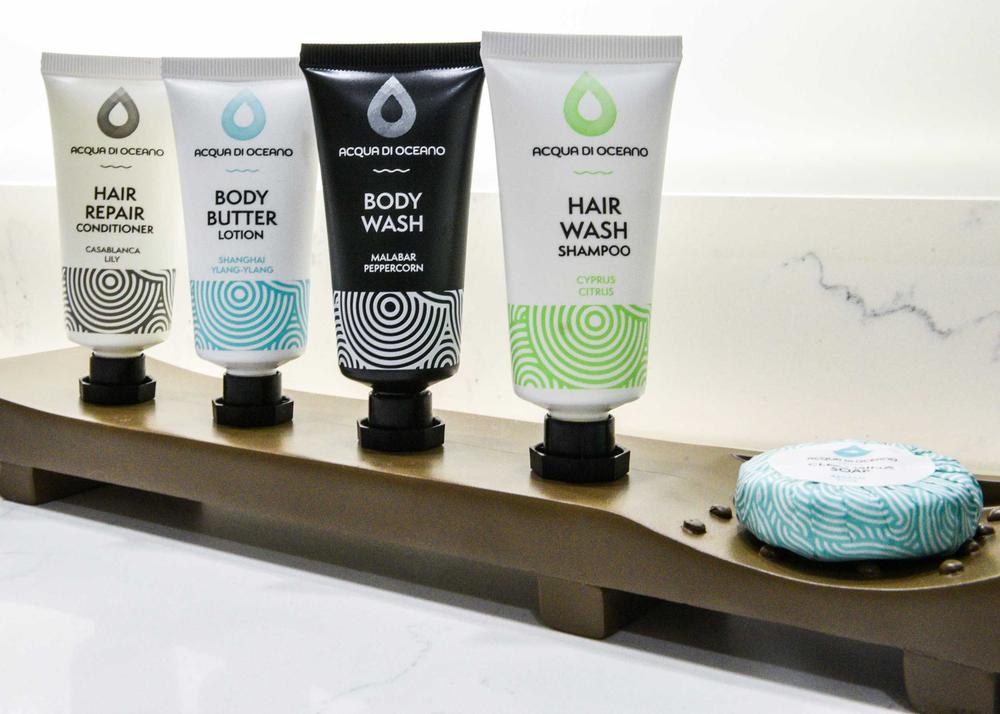 ACQUA DI OCEANO
HAIR
REPAIR
CONDITIONER
CASABLANCA
LILY
ACQUA DI OCEANO
BODY
BUTTER
LOTION
SHANGHAI
YLANG-YLANG
ACQUA DI OCEANO
BODY
WASH
MALABAR
PEPPERCORN
ACQUA DI OCEANO
HAIR
WASH
SHAMPOO
CYPRUS
CITRUS
ACQUA DI OCEANO
CLEANSING
SOAP